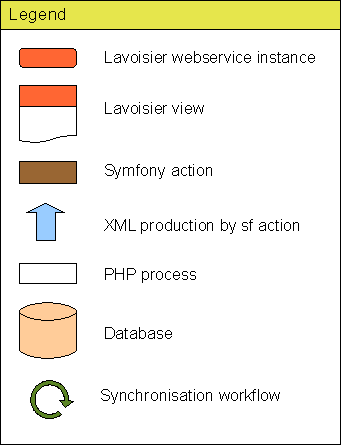 Legend
Lavoisier webservice instance
Lavoisier view
Symfony action
XML production by sf action
PHP process
Database
Synchronisation workflow